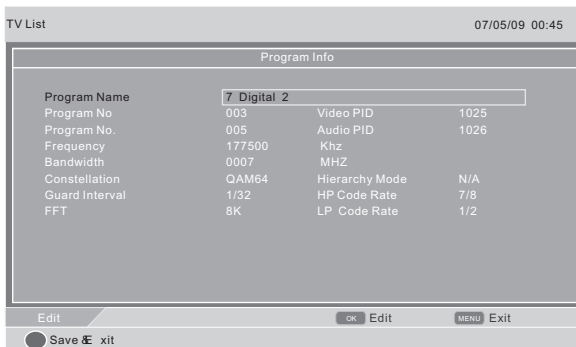 TV List 07/05/09 00:45
Program Info
Program Name 7 Digital 2
Program No 003 Video PID 1025
Program No. 005 Audio PID 1026
Frequency 177500 Khz
Bandwidth 0007 MHZ
Constellation QAM64 Hierarchy Mode N/A
Guard Interval 1/32 HP Code Rate 7/8
FFT 8K LP Code Rate 1/2
Edit OK Edit MENU Exit
Save & Exit